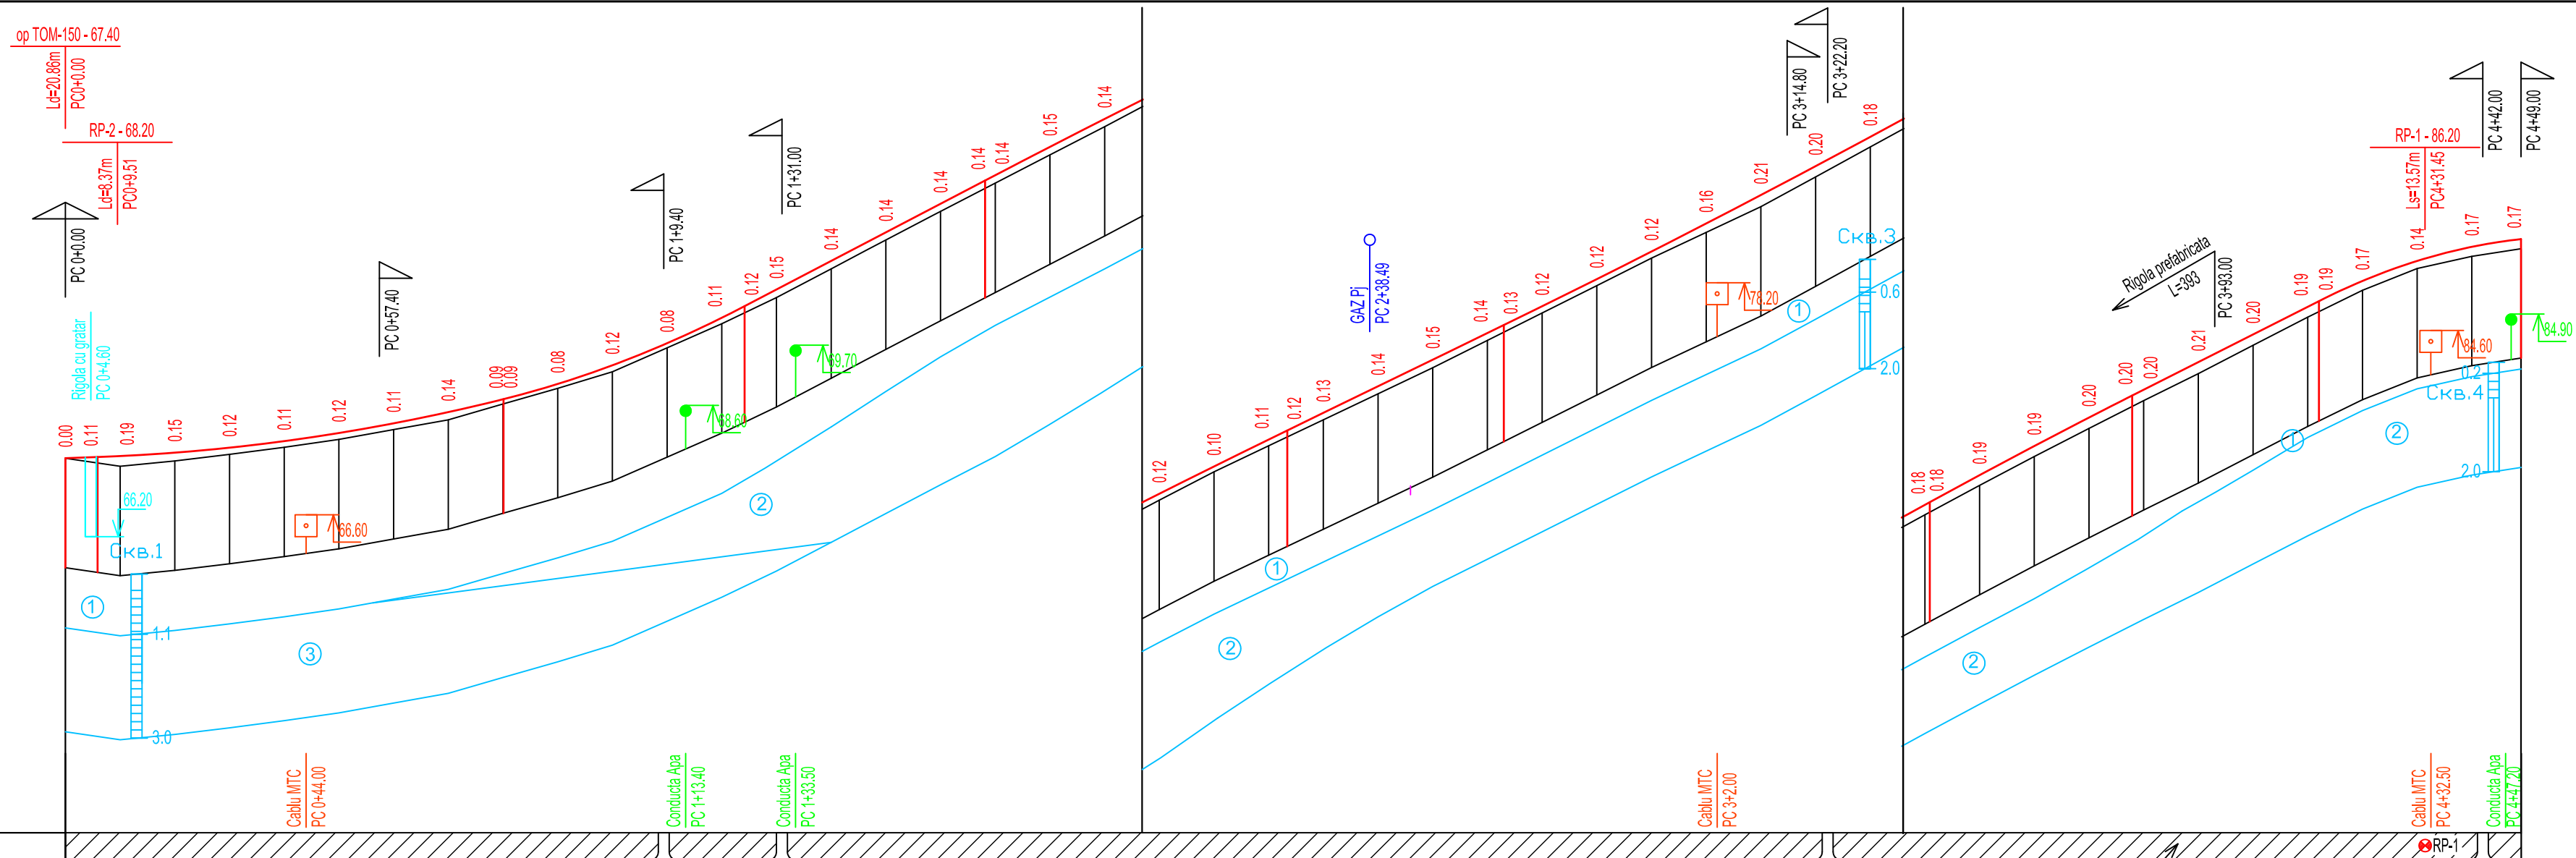 op TOM-150 - 67.40
Ld=20.86m
PC0+0.00
RP-2 - 68.20
Ld=8.37m
PC0+9.51
PC 0+0.00
Rigola cu gratar
PC 0+4.60
PC 0+57.40
PC 1+9.40
PC 1+31.00
0.00
0.11
0.19
0.15
0.12
0.11
0.12
0.11
0.14
0.09
0.09
0.08
0.12
0.08
0.11
0.12
0.15
0.14
0.14
0.14
0.14
0.14
0.15
0.14
66.20
Скв.1
66.60
68.60
69.70
1
1.1
3
3.0
2
Cablu MTC
PC 0+44.00
Conducta Apa
PC 1+13.40
Conducta Apa
PC 1+33.50
GAZ Pj
PC 2+38.49
PC 3+14.80
PC 3+22.20
0.12
0.10
0.11
0.12
0.13
0.14
0.15
0.14
0.13
0.12
0.12
0.12
0.16
0.21
0.20
0.18
78.20
Скв.3
0.6
2.0
1
1
2
Cablu MTC
PC 3+2.00
Rigola prefabricata
L=393
PC 3+93.00
RP-1 - 86.20
Ls=13.57m
PC4+31.45
PC 4+42.00
PC 4+49.00
0.18
0.18
0.19
0.19
0.20
0.20
0.20
0.21
0.20
0.19
0.19
0.17
0.14
0.17
0.17
84.60
84.90
0.2
Скв.4
2.0
1
2
2
Cablu MTC
PC 4+32.50
Conducta Apa
PC 4+47.20
RP-1